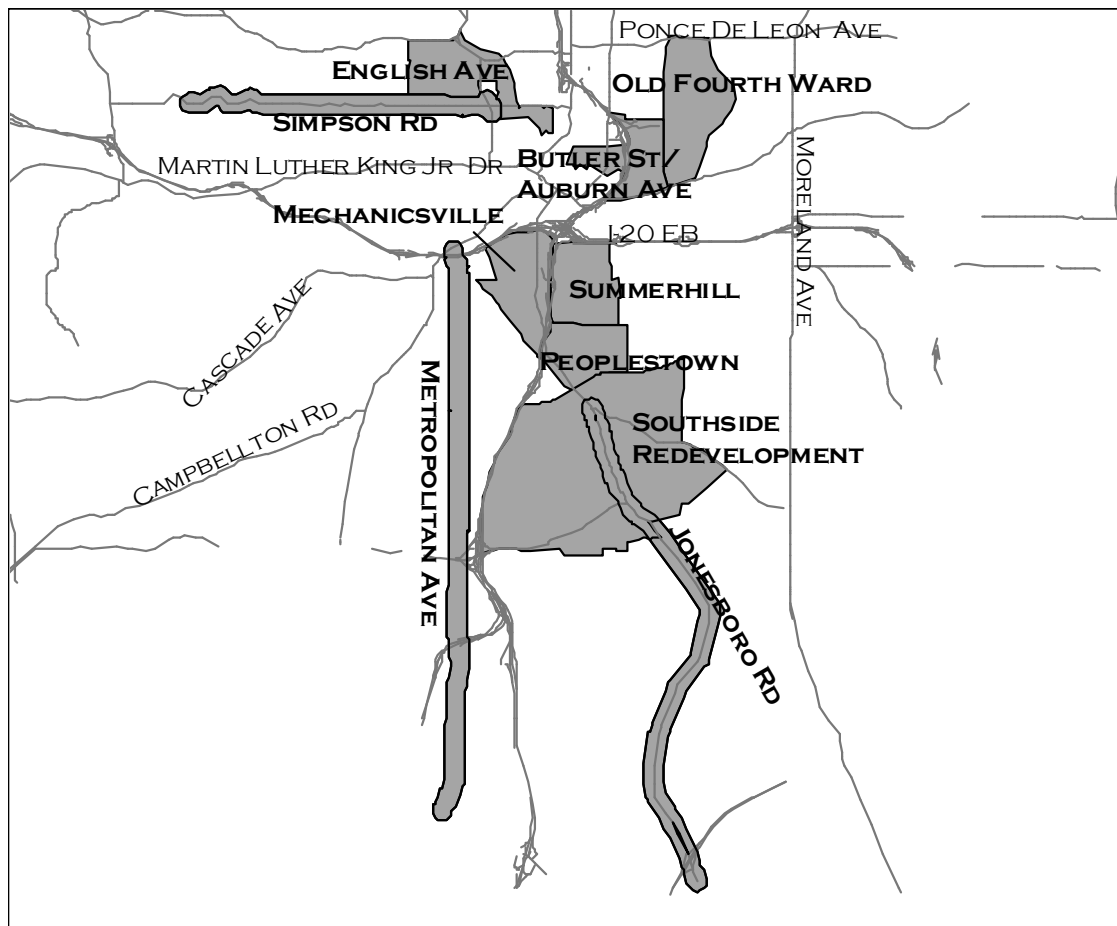 Ponce De Leon Ave
English Ave
Old Fourth Ward
Simpson Rd
Martin Luther King Jr Dr
Butler St/
Auburn Ave
Moreland Ave
Mechanicsville
I-20 EB
Summerhill
Cascade Ave
Peoplestown
Metropolitan Ave
Campbellton Rd
Southside
Redevelopment
Jonesboro Rd